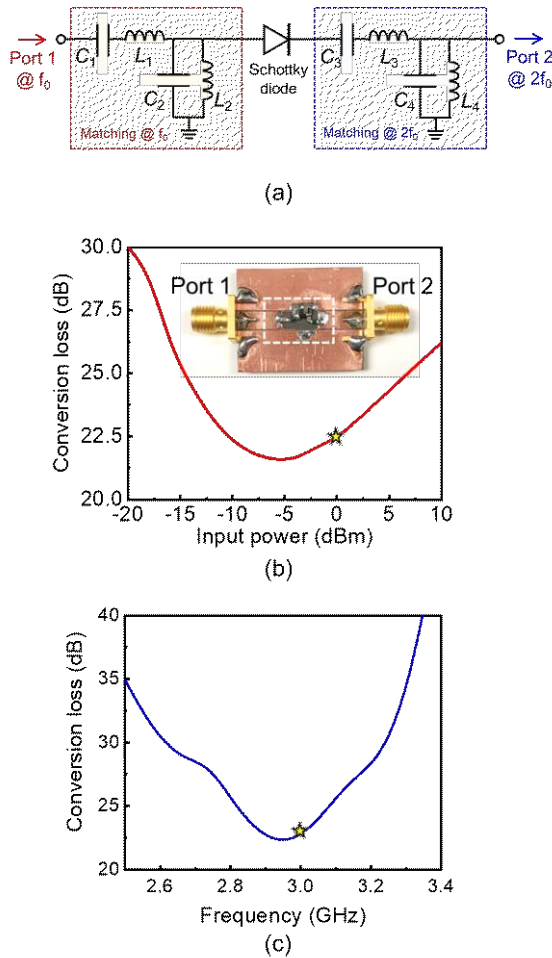 Port 1
@ f₀
C₁
L₁
C₂
L₂
Matching @ f₀
Schottky
diode
C₃
L₃
C₄
L₄
Matching @ 2f₀
Port 2
@ 2f₀
(a)
Conversion loss (dB)
30.0
27.5
25.0
22.5
20.0
Port 1
Port 2
-20
-15
-10
-5
0
5
10
Input power (dBm)
(b)
Conversion loss (dB)
40
35
30
25
20
2.6
2.8
3.0
3.2
3.4
Frequency (GHz)
(c)